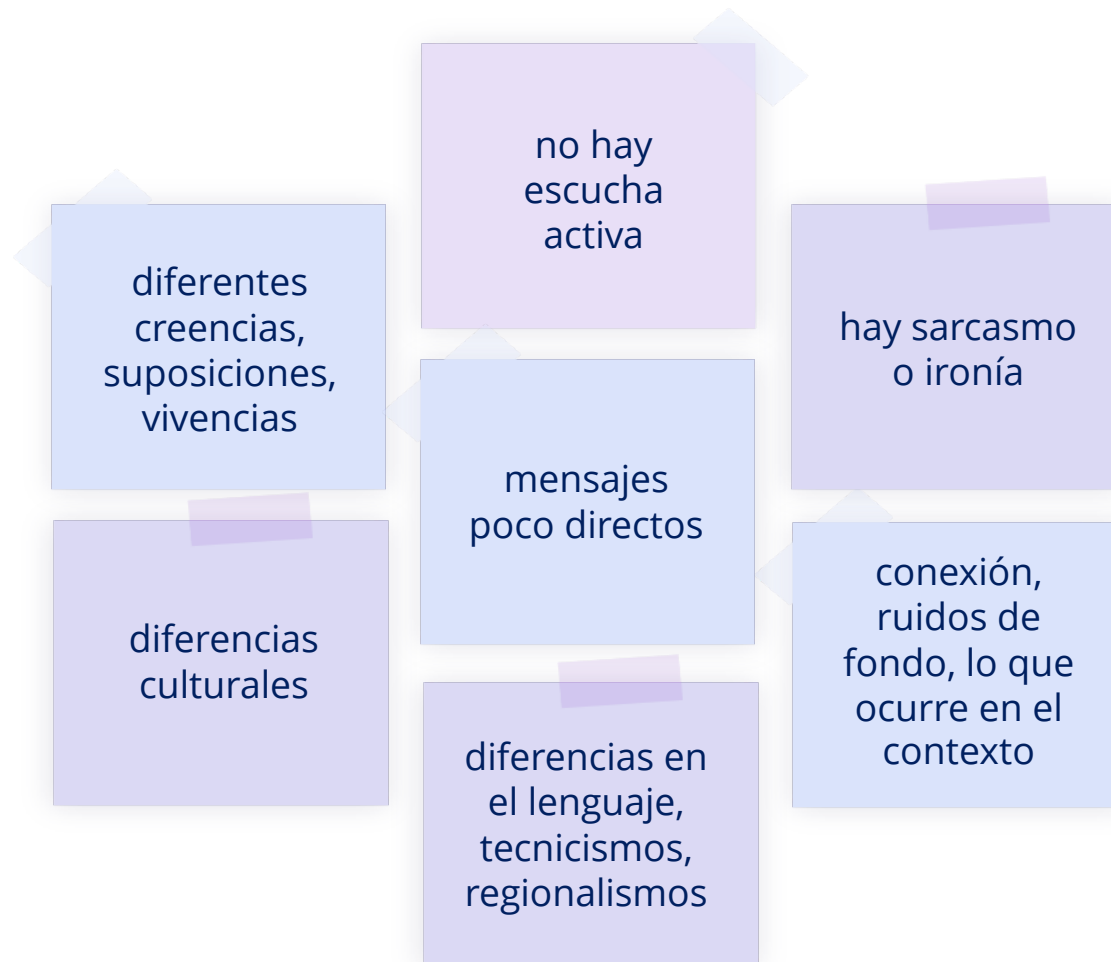 no hay
escucha
activa
diferentes
creencias,
suposiciones,
vivencias
hay sarcasmo
o ironía
mensajes
poco directos
diferencias
culturales
conexión,
ruidos de
fondo, lo que
ocurre en el
contexto
diferencias en
el lenguaje,
tecnicismos,
regionalismos